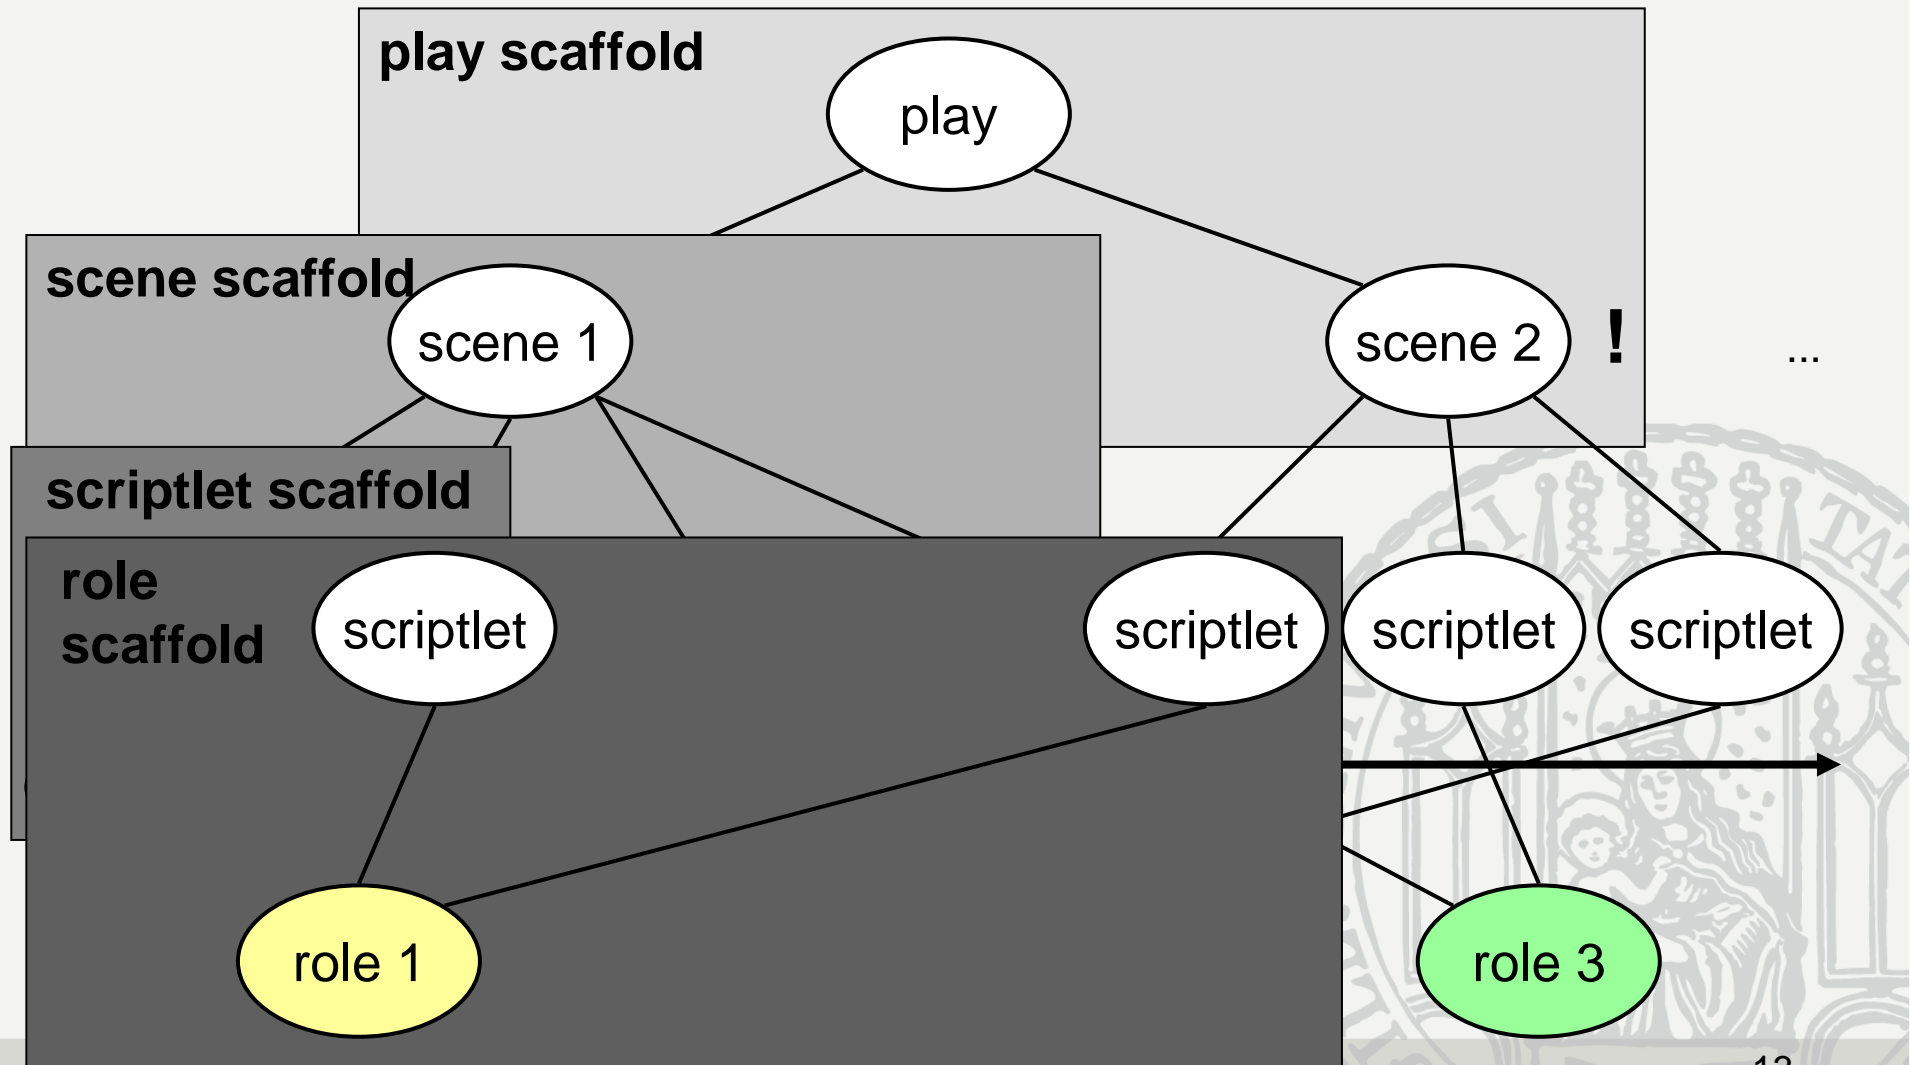 play scaffold
play
scene scaffold
scene 1
scene 2 !
...
scriptlet scaffold
role
scaffold
scriptlet
scriptlet
scriptlet
scriptlet
role 1
role 3